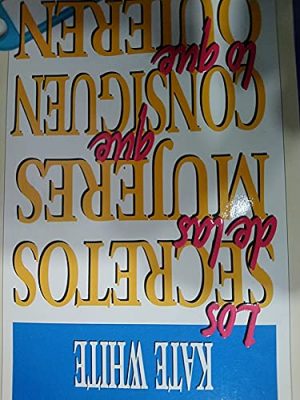 KATE WHITE
Los
SECRETOS
de las
MUJERES
que
CONSIGUEN
lo que
QUIEREN